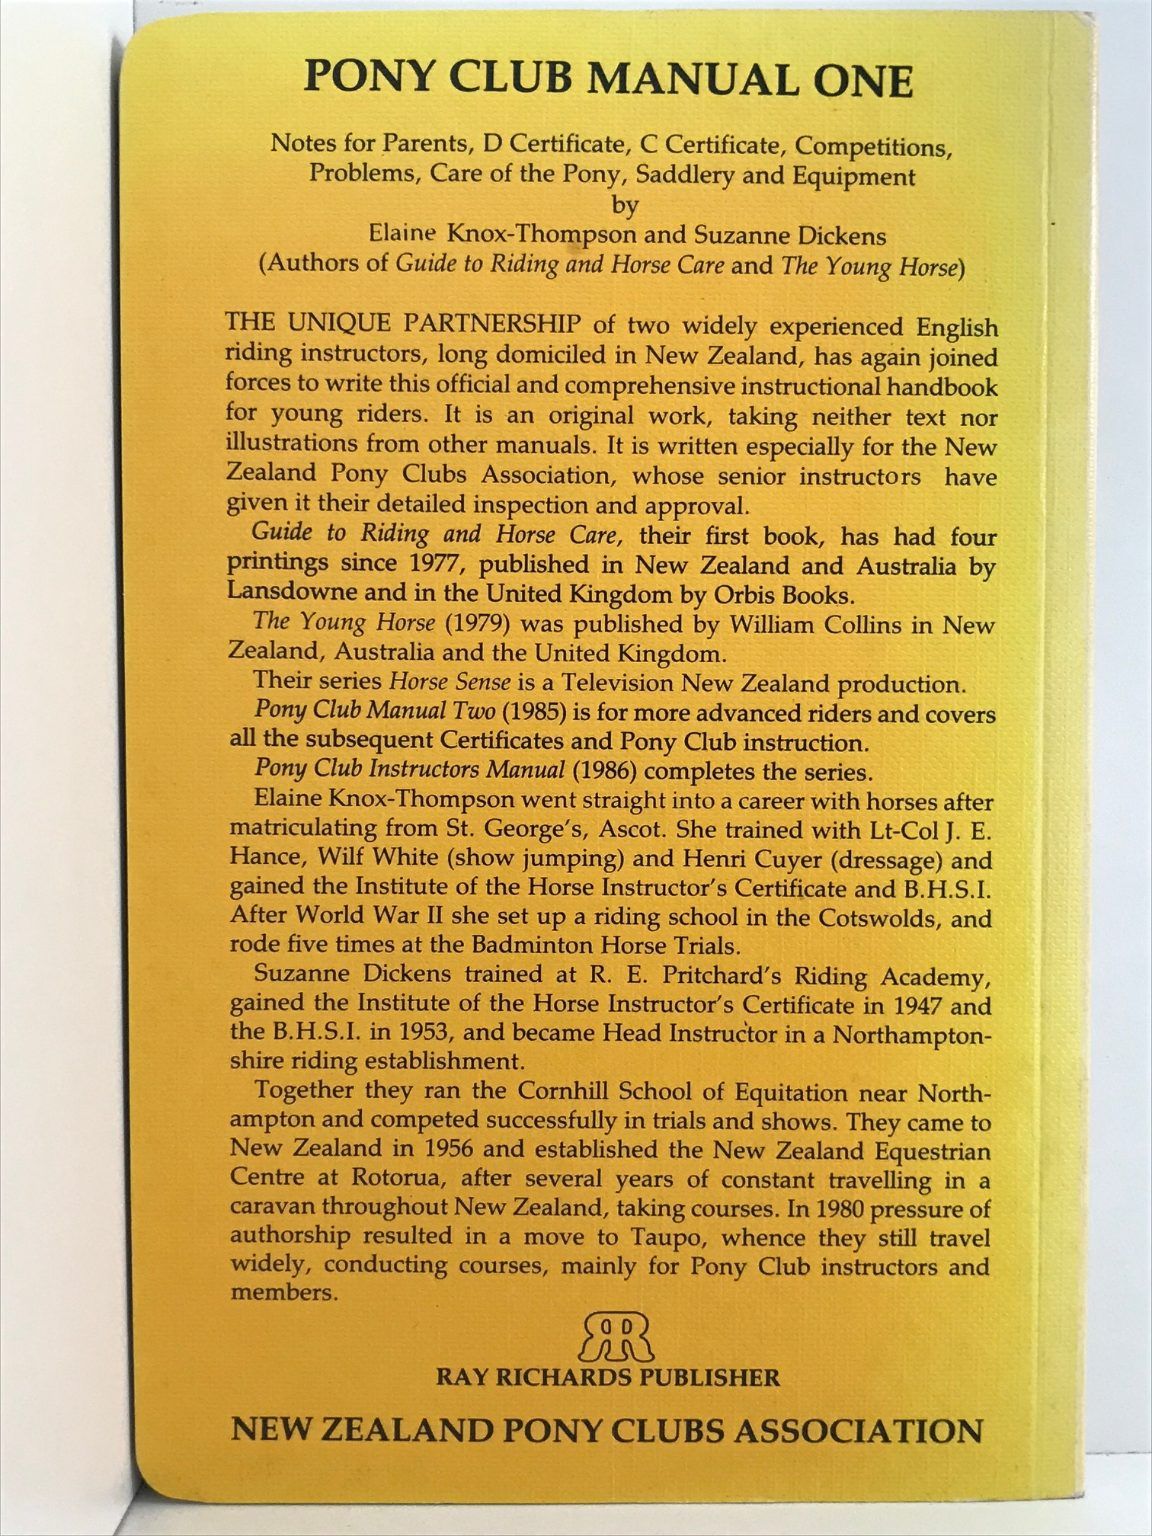 PONY CLUB MANUAL ONE
Notes for Parents, D Certificate, C Certificate, Competitions,
Problems, Care of the Pony, Saddlery and Equipment
by
Elaine Knox-Thompson and Suzanne Dickens
(Authors of Guide to Riding and Horse Care and The Young Horse)
THE UNIQUE PARTNERSHIP of two widely experienced English
riding instructors, long domiciled in New Zealand, has again joined
forces to write this official and comprehensive instructional handbook
for young riders. It is an original work, taking neither text nor
illustrations from other manuals. It is written especially for the New
Zealand Pony Clubs Association, whose senior instructors have
given it their detailed inspection and approval.
Guide to Riding and Horse Care, their first book, has had four
printings since 1977, published in New Zealand and Australia by
Lansdowne and in the United Kingdom by Orbis Books.
The Young Horse (1979) was published by William Collins in New
Zealand, Australia and the United Kingdom.
Their series Horse Sense is a Television New Zealand production.
Pony Club Manual Two (1985) is for more advanced riders and covers
all the subsequent Certificates and Pony Club instruction.
Pony Club Instructors Manual (1986) completes the series.
Elaine Knox-Thompson went straight into a career with horses after
matriculating from St. George's, Ascot. She trained with Lt-Col J. E.
Hance, Wilf White (show jumping) and Henri Cuyer (dressage) and
gained the Institute of the Horse Instructor's Certificate and B.H.S.I.
After World War II she set up a riding school in the Cotswolds, and
rode five times at the Badminton Horse Trials.
Suzanne Dickens trained at R. E. Pritchard's Riding Academy,
gained the Institute of the Horse Instructor's Certificate in 1947 and
the B.H.S.I. in 1953, and became Head Instructor in a Northampton-
shire riding establishment.
Together they ran the Cornhill School of Equitation near North-
ampton and competed successfully in trials and shows. They came to
New Zealand in 1956 and established the New Zealand Equestrian
Centre at Rotorua, after several years of constant travelling in a
caravan throughout New Zealand, taking courses. In 1980 pressure of
authorship resulted in a move to Taupo, whence they still travel
widely, conducting courses, mainly for Pony Club instructors and
members.
RR
RAY RICHARDS PUBLISHER
NEW ZEALAND PONY CLUBS ASSOCIATION